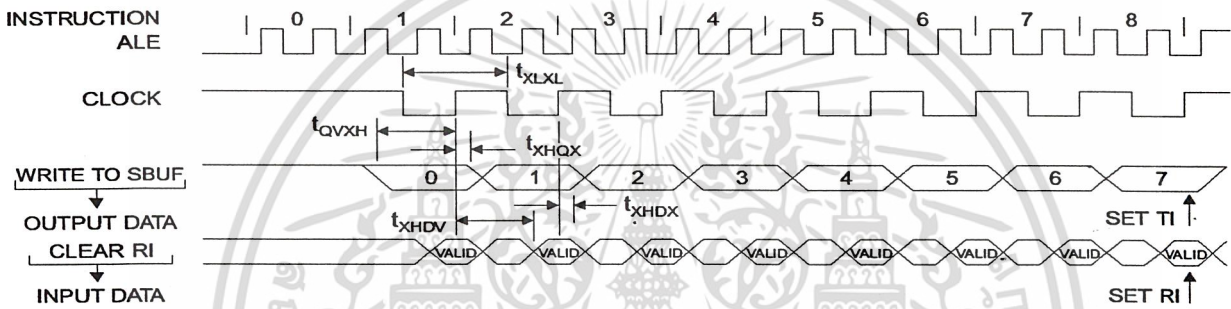 INSTRUCTION 0 1 2 3 4 5 6 7 8
ALE
tXLXL
CLOCK
tQVXH
tXHQX
WRITE TO SBUF 0 1 2 3 4 5 6 7
OUTPUT DATA
tXHDV
tXHDX
SET TI
CLEAR RI VALID VALID VALID VALID VALID VALID VALID VALID
INPUT DATA
SET RI